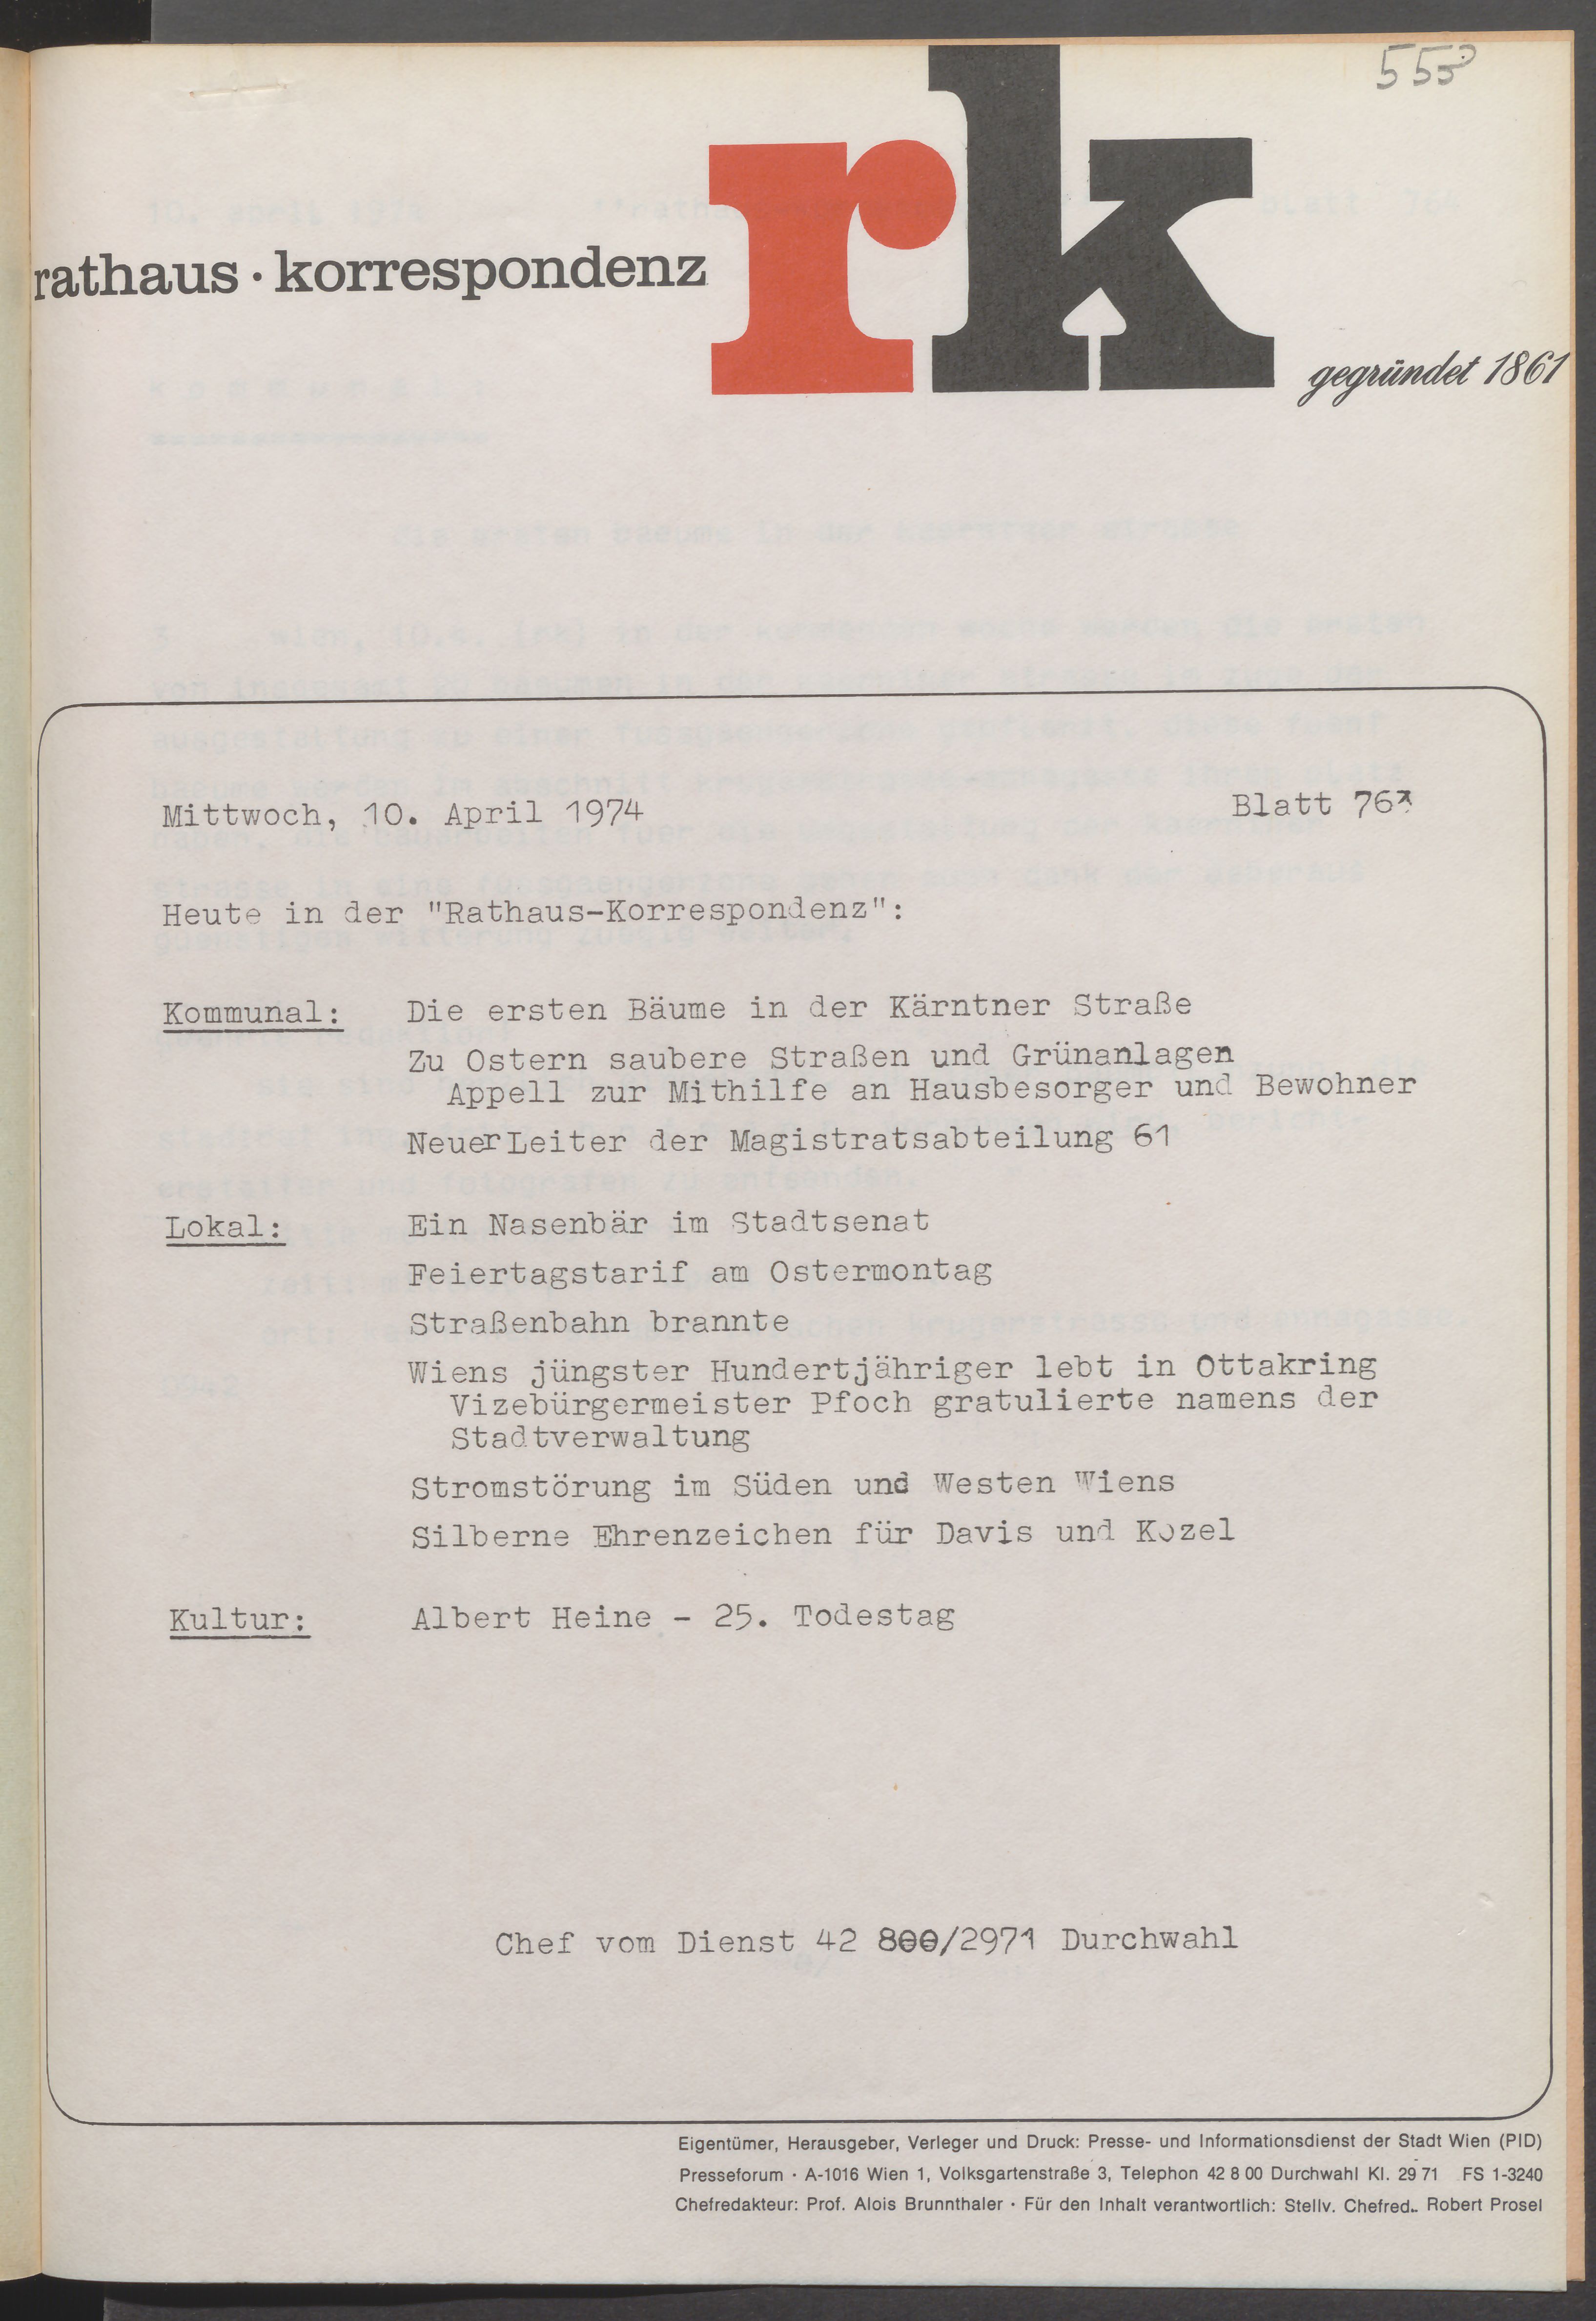 rathaus · korrespondenz
rk
gegründet 1861
Mittwoch, 10. April 1974
Blatt 763
Heute in der "Rathaus-Korrespondenz":
Kommunal: Die ersten Bäume in der Kärntner Straße
Zu Ostern saubere Straßen und Grünanlagen
Appell zur Mithilfe an Hausbesorger und Bewohner
Neuer Leiter der Magistratsabteilung 61
Lokal: Ein Nasenbär im Stadtsenat
Feiertagstarif am Ostermontag
Straßenbahn brannte
Wiens jüngster Hundertjähriger lebt in Ottakring
Vizebürgermeister Pfoch gratulierte namens der
Stadtverwaltung
Stromstörung im Süden und Westen Wiens
Silberne Ehrenzeichen für Davis und Kozel
Kultur: Albert Heine - 25. Todestag
Chef vom Dienst 42 800/2971 Durchwahl
Eigentümer, Herausgeber, Verleger und Druck: Presse- und Informationsdienst der Stadt Wien (PID)
Presseforum · A-1016 Wien 1, Volksgartenstraße 3, Telephon 42 8 00 Durchwahl Kl. 29 71 FS 1-3240
Chefredakteur: Prof. Alois Brunnthaler · Für den Inhalt verantwortlich: Stellv. Chefred. Robert Prosel